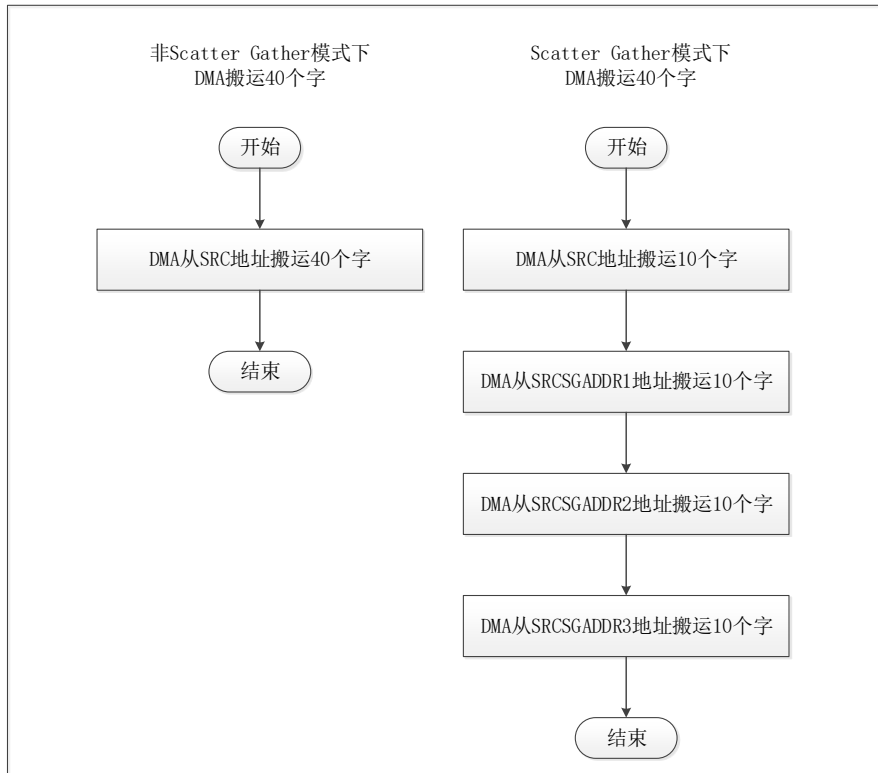 非Scatter Gather模式下
DMA搬运40个字
开始
DMA从SRC地址搬运40个字
结束
Scatter Gather模式下
DMA搬运40个字
开始
DMA从SRC地址搬运10个字
DMA从SRCSGADDR1地址搬运10个字
DMA从SRCSGADDR2地址搬运10个字
DMA从SRCSGADDR3地址搬运10个字
结束